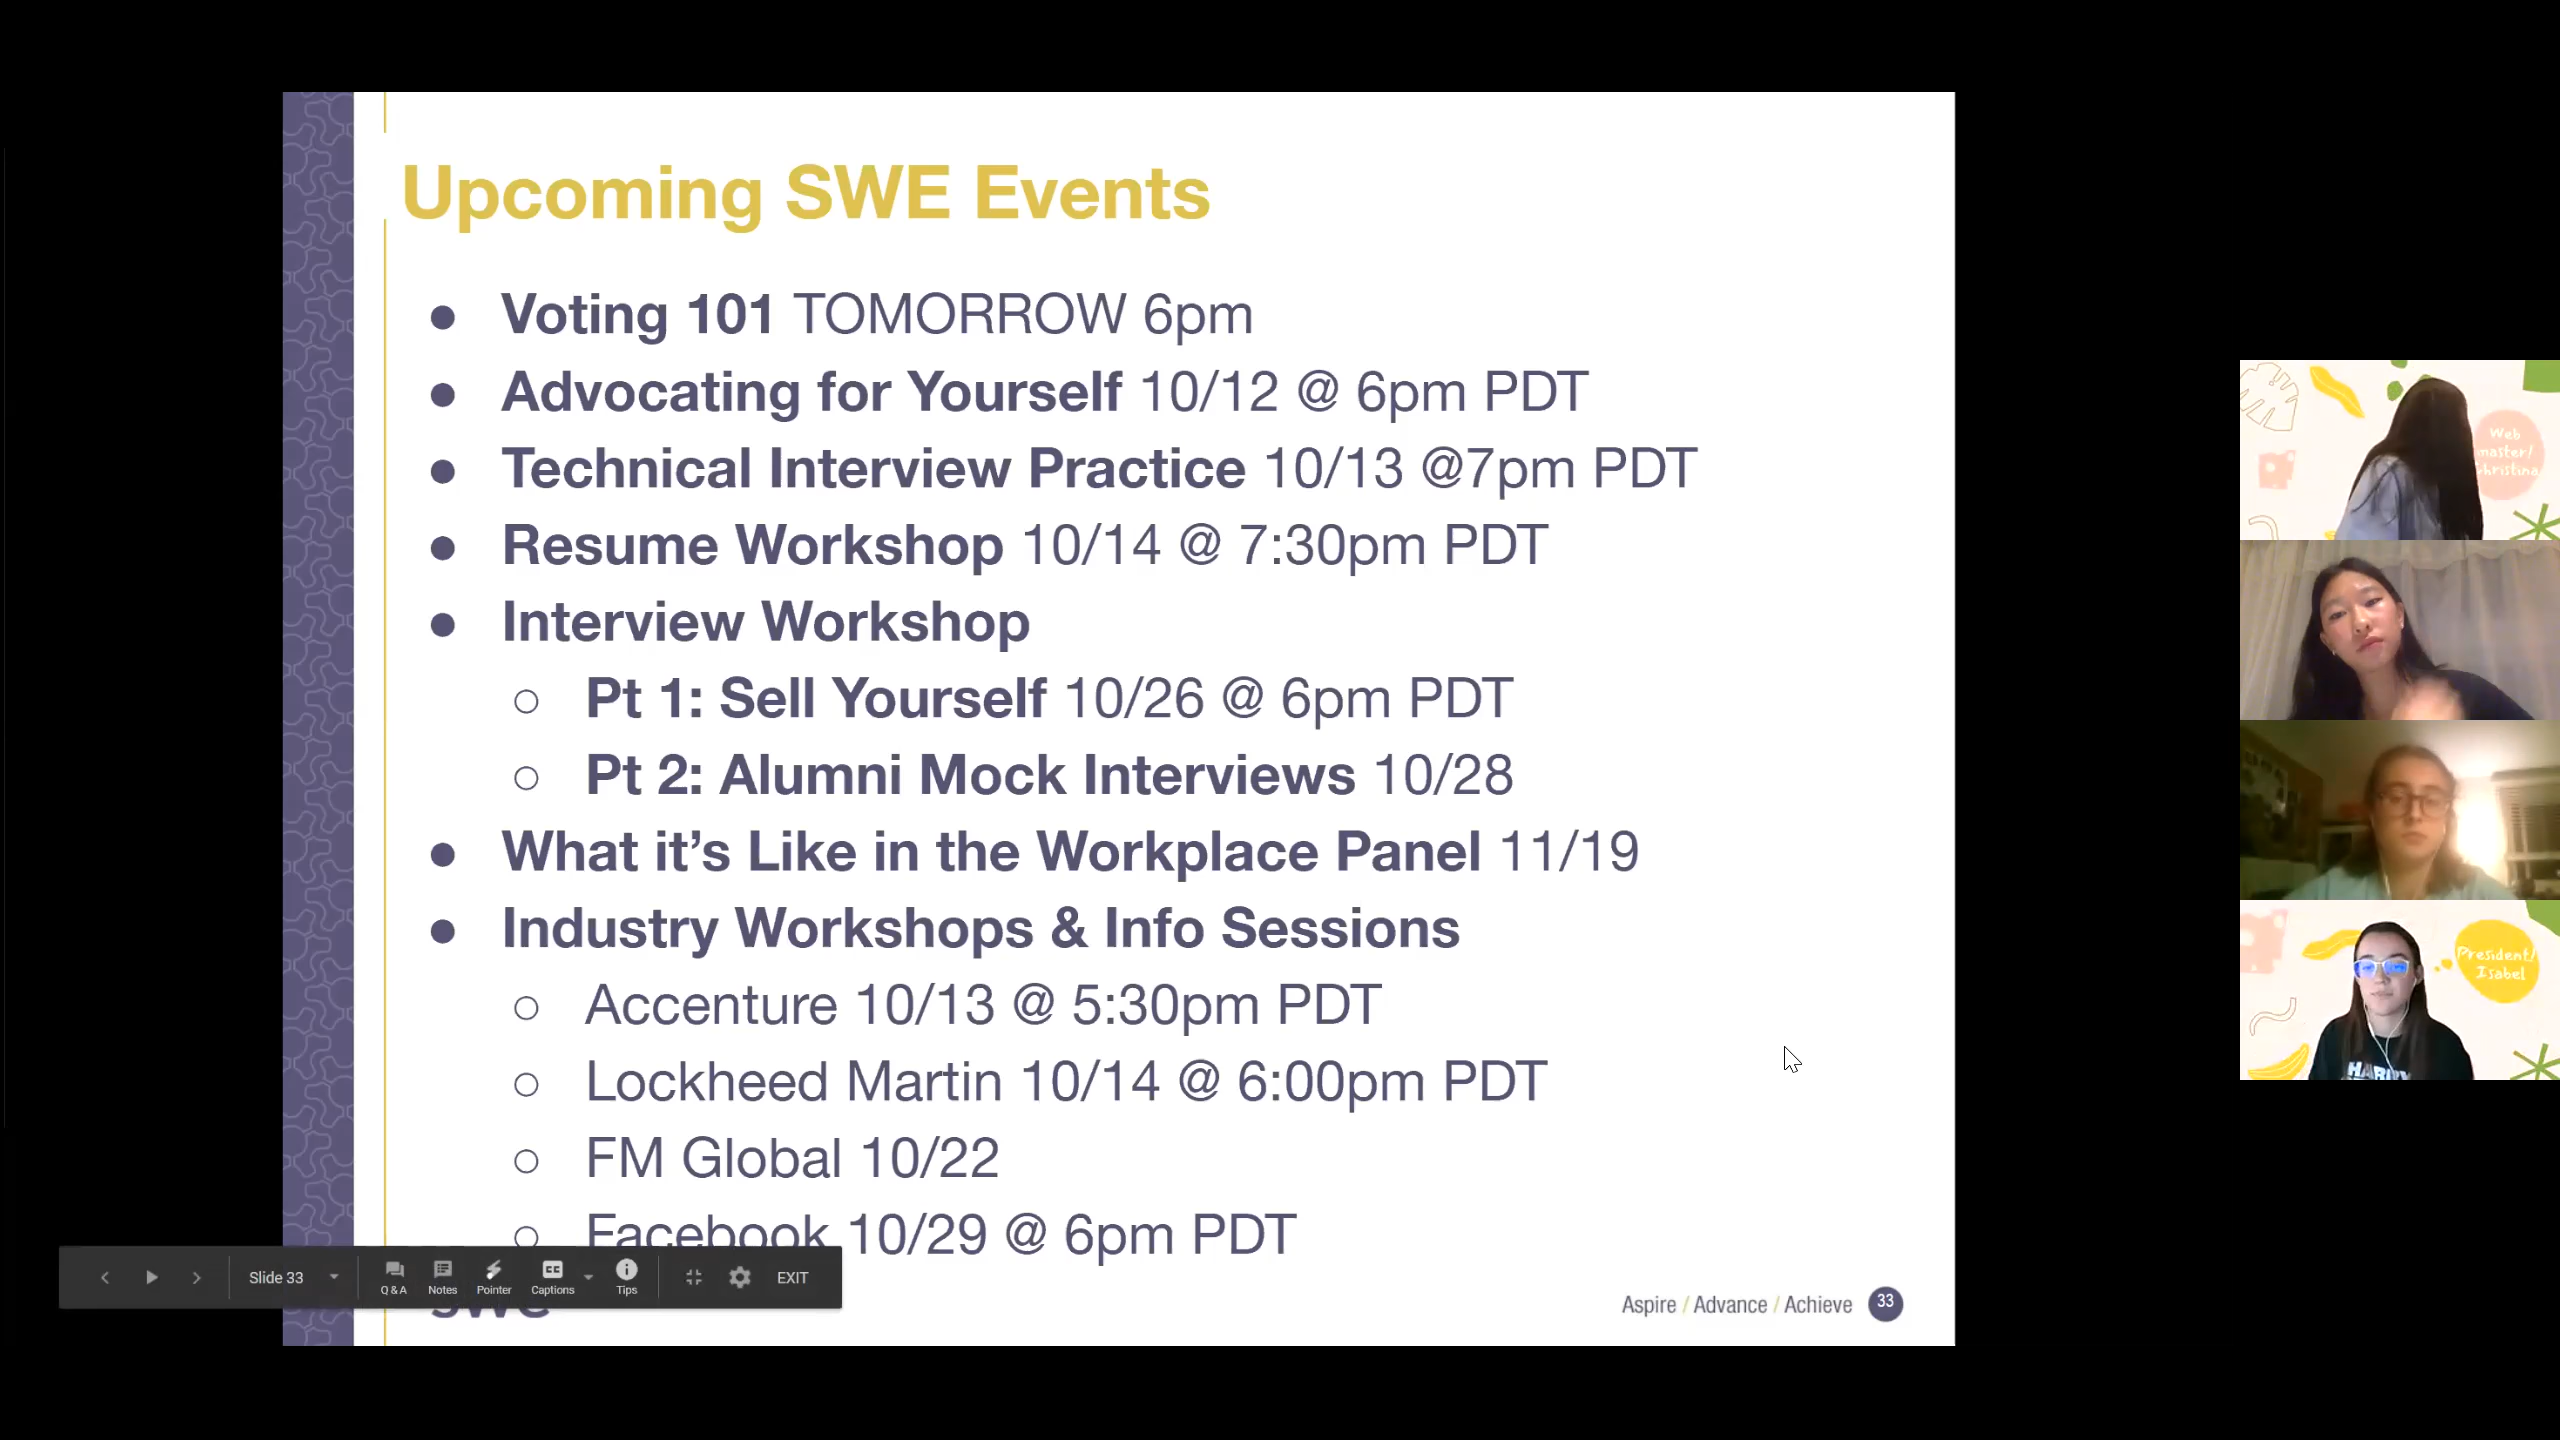 Upcoming SWE Events
● Voting 101 TOMORROW 6pm
● Advocating for Yourself 10/12 @ 6pm PDT
● Technical Interview Practice 10/13 @7pm PDT
● Resume Workshop 10/14 @ 7:30pm PDT
● Interview Workshop
○ Pt 1: Sell Yourself 10/26 @ 6pm PDT
○ Pt 2: Alumni Mock Interviews 10/28
● What it’s Like in the Workplace Panel 11/19
● Industry Workshops & Info Sessions
○ Accenture 10/13 @ 5:30pm PDT
○ Lockheed Martin 10/14 @ 6:00pm PDT
○ FM Global 10/22
○ Facebook 10/29 @ 6pm PDT
Slide 33
Q & A
Notes
Pointer
CC
Captions
Tips
EXIT
Aspire / Advance / Achieve 33
Web
master/
Christina
President/
Isabel